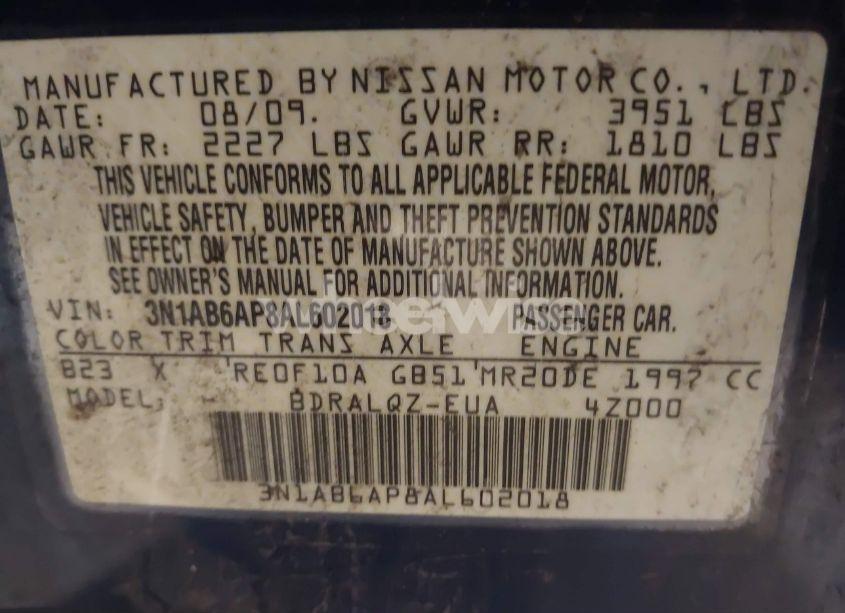 MANUFACTURED BY NISSAN MOTOR CO., LTD.
DATE: 08/09. GVWR: 3951 LBS
GAWR FR: 2227 LBS GAWR RR: 1810 LBS
THIS VEHICLE CONFORMS TO ALL APPLICABLE FEDERAL MOTOR,
VEHICLE SAFETY, BUMPER AND THEFT PREVENTION STANDARDS
IN EFFECT ON THE DATE OF MANUFACTURE SHOWN ABOVE.
SEE OWNER'S MANUAL FOR ADDITIONAL INFORMATION.
VIN: 3N1AB6AP8AL602018 PASSENGER CAR.
COLOR TRIM TRANS AXLE ENGINE
B23 X RE0F10A GB51 MR20DE 1997 CC
MODEL: BDRALQZ-EUA 4Z000
3N1AB6AP8AL602018